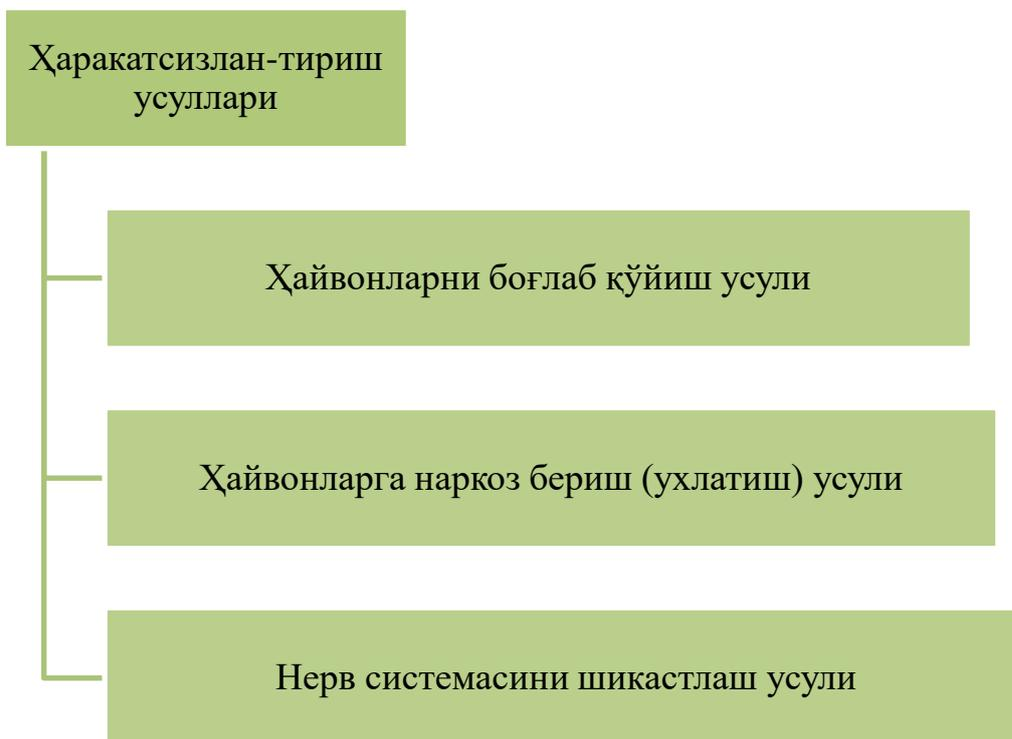 Ҳаракатсизлан-тириш
усуллари
Ҳайвонларни боғлаб қўйиш усули
Ҳайвонларга наркоз бериш (ухлатиш) усули
Нерв системасини шикастлаш усули